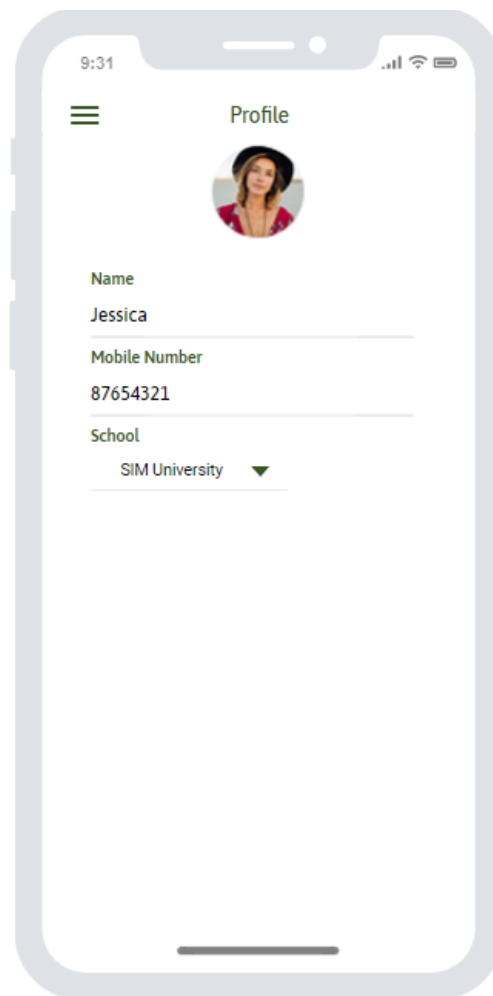 9:31
Profile
Name
Jessica
Mobile Number
87654321
School
SIM University